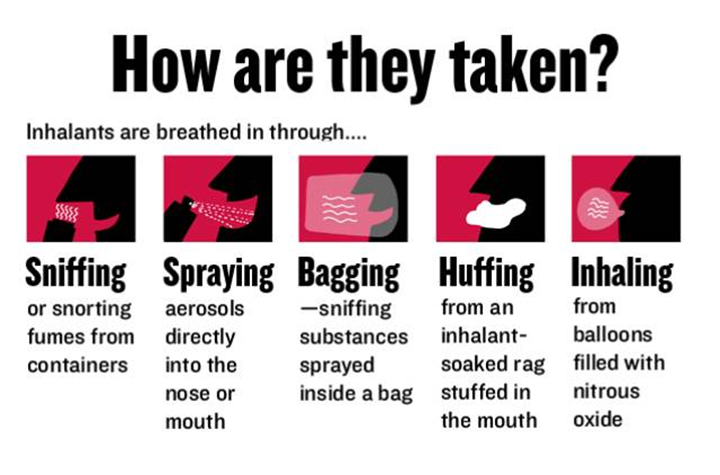 How are they taken?
Inhalants are breathed in through....
Sniffing
or snorting
fumes from
containers
Spraying
aerosols
directly
into the
nose or
mouth
Bagging
—sniffing
substances
sprayed
inside a bag
Huffing
from an
inhalant-
soaked rag
stuffed in
the mouth
Inhaling
from
balloons
filled with
nitrous
oxide